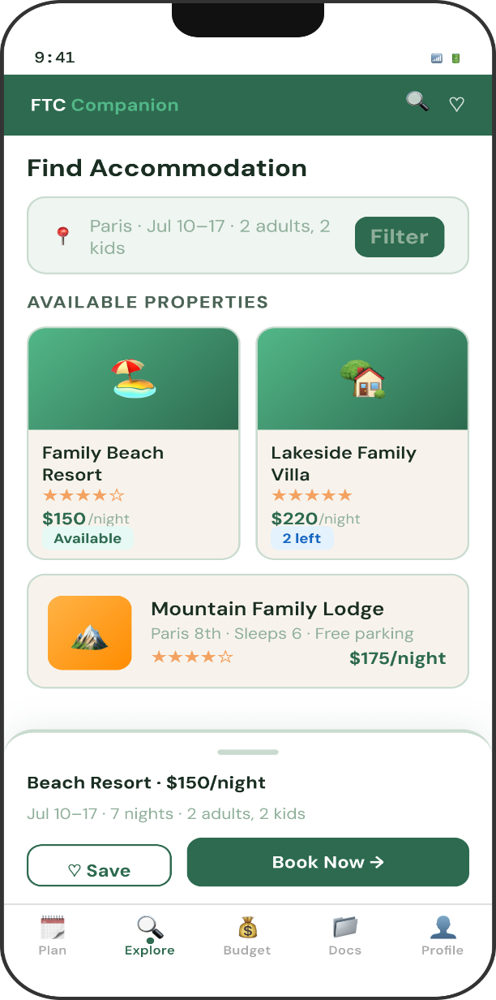 9:41
FTC Companion
Find Accommodation
Paris · Jul 10–17 · 2 adults, 2
kids
Filter
AVAILABLE PROPERTIES
Family Beach
Resort
★★★★☆
$150/night
Available
Lakeside Family
Villa
★★★★★
$220/night
2 left
Mountain Family Lodge
Paris 8th · Sleeps 6 · Free parking
★★★★☆
$175/night
Beach Resort · $150/night
Jul 10–17 · 7 nights · 2 adults, 2 kids
♡ Save
Book Now →
Plan
Explore
Budget
Docs
Profile